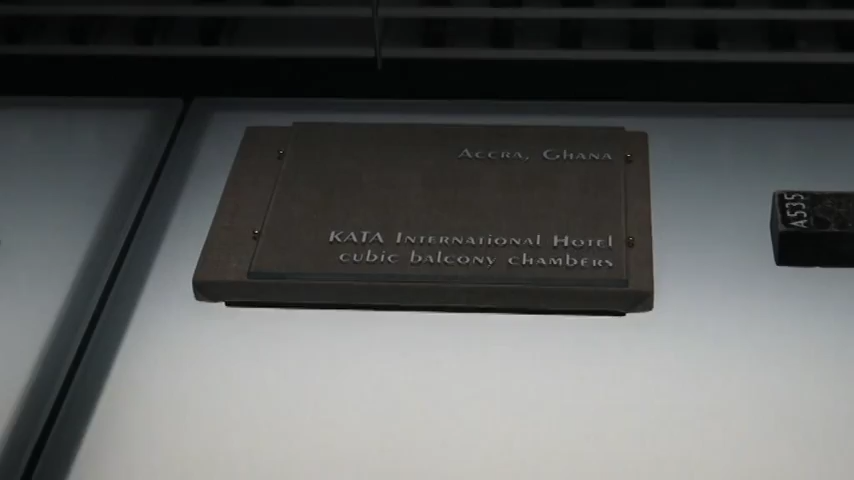 Accra, Ghana
KATA International Hotel
cubic balcony chambers
A535